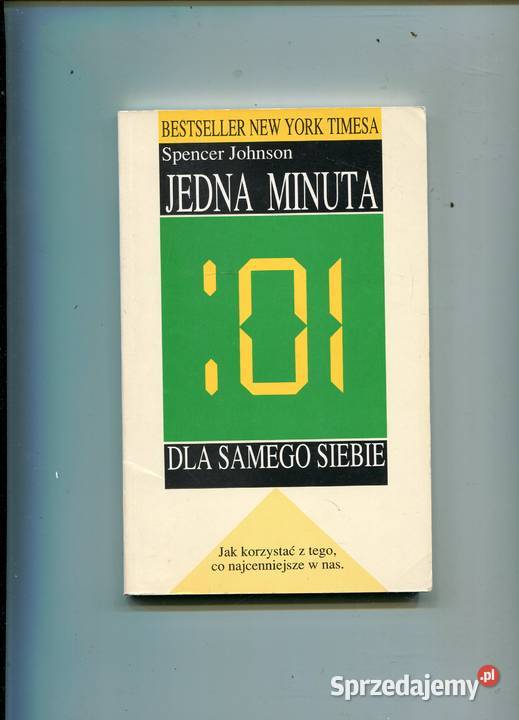 BESTSELLER NEW YORK TIMESA
Spencer Johnson
JEDNA MINUTA
:01
DLA SAMEGO SIEBIE
Jak korzystać z tego,
co najcenniejsze w nas.
Sprzedajemy.pl